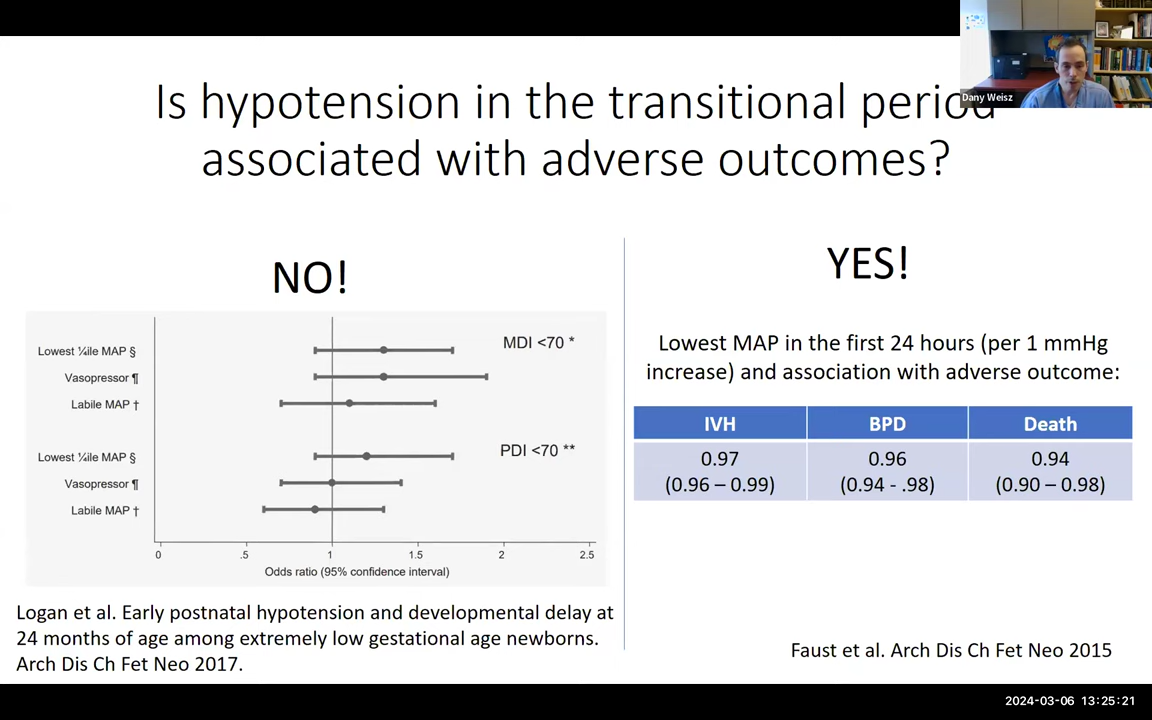 Dany Weisz
Is hypotension in the transitional period
associated with adverse outcomes?
NO!
Lowest ¼ile MAP §
Vasopressor ¶
Labile MAP †
MDI <70 *
Lowest ¼ile MAP §
Vasopressor ¶
Labile MAP †
PDI <70 **
0 .5 1 1.5 2 2.5
Odds ratio (95% confidence interval)
Logan et al. Early postnatal hypotension and developmental delay at
24 months of age among extremely low gestational age newborns.
Arch Dis Ch Fet Neo 2017.
YES!
Lowest MAP in the first 24 hours (per 1 mmHg
increase) and association with adverse outcome:
IVH BPD Death
0.97 0.96 0.94
(0.96 – 0.99) (0.94 - .98) (0.90 – 0.98)
Faust et al. Arch Dis Ch Fet Neo 2015
2024-03-06 13:25:21